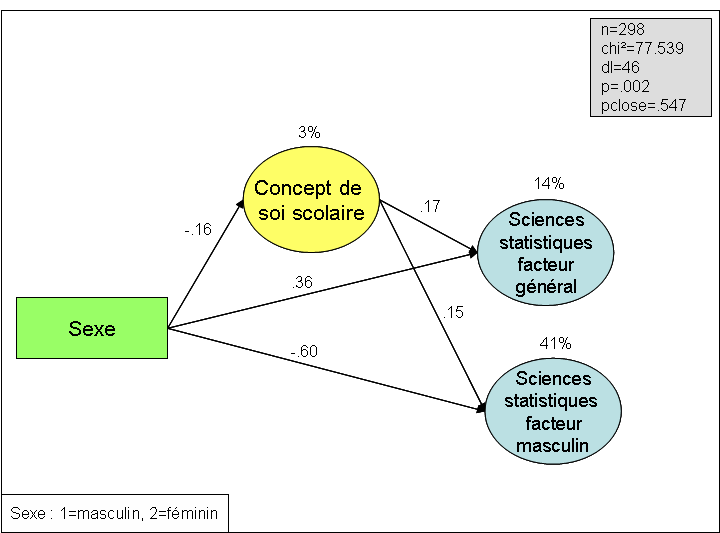 n=298
chi²=77.539
dl=46
p=.002
pclose=.547
3%
Concept de
soi scolaire
14%
Sciences
statistiques
facteur
général
-.16
.17
.36
.15
Sexe
-.60
41%
Sciences
statistiques
facteur
masculin
Sexe : 1=masculin, 2=féminin